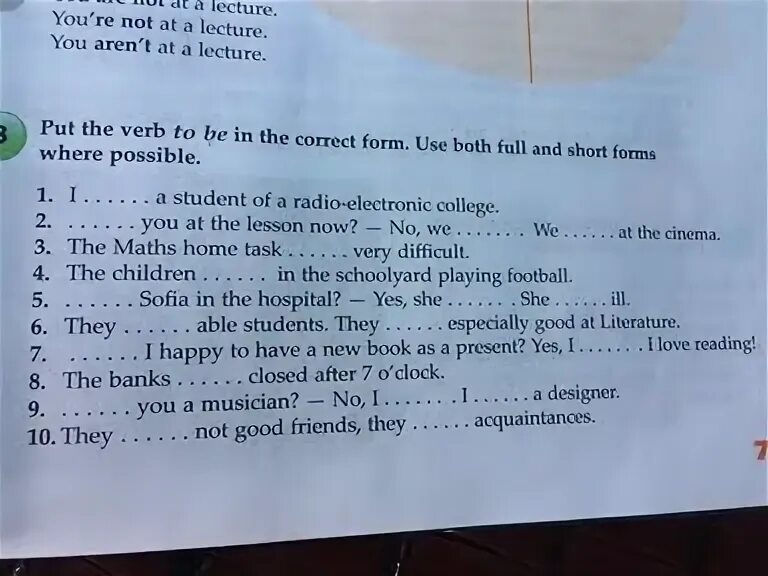 at a lecture.
You're not at a lecture.
You aren't at a lecture.
3
Put the verb to be in the correct form. Use both full and short forms
where possible.
1. I ...... a student of a radio-electronic college.
2. ...... you at the lesson now? — No, we ....... We ...... at the cinema.
3. The Maths home task ...... very difficult.
4. The children ...... in the schoolyard playing football.
5. ...... Sofia in the hospital? — Yes, she ....... She ...... ill.
6. They ...... able students. They ...... especially good at Literature.
7. ...... I happy to have a new book as a present? Yes, I ....... I love reading!
8. The banks ...... closed after 7 o'clock.
9. ...... you a musician? — No, I ....... I ...... a designer.
10. They ...... not good friends, they ...... acquaintances.
7